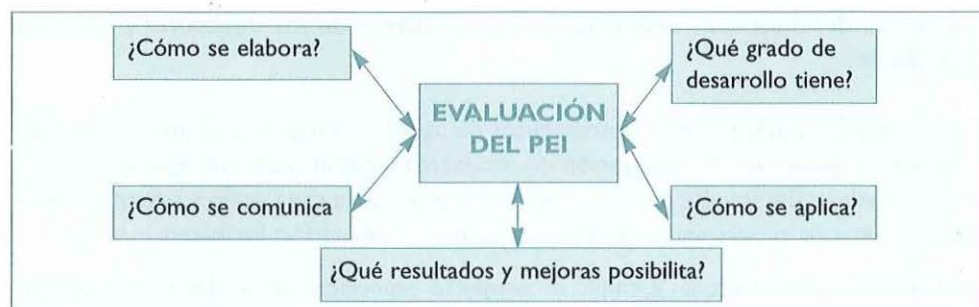 ¿Cómo se elabora?
¿Qué grado de
desarrollo tiene?
EVALUACIÓN
DEL PEI
¿Cómo se comunica
¿Cómo se aplica?
¿Qué resultados y mejoras posibilita?